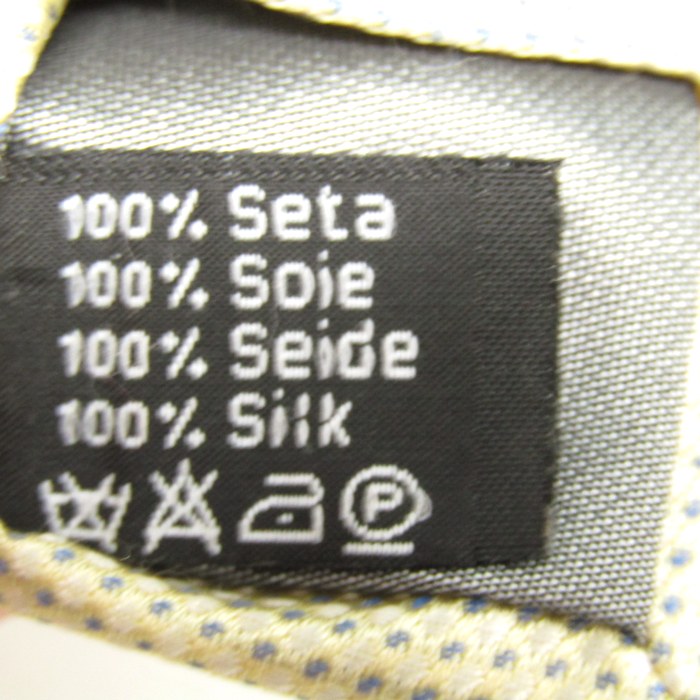 100% Seta
100% Soie
100% Seide
100% Silk
P